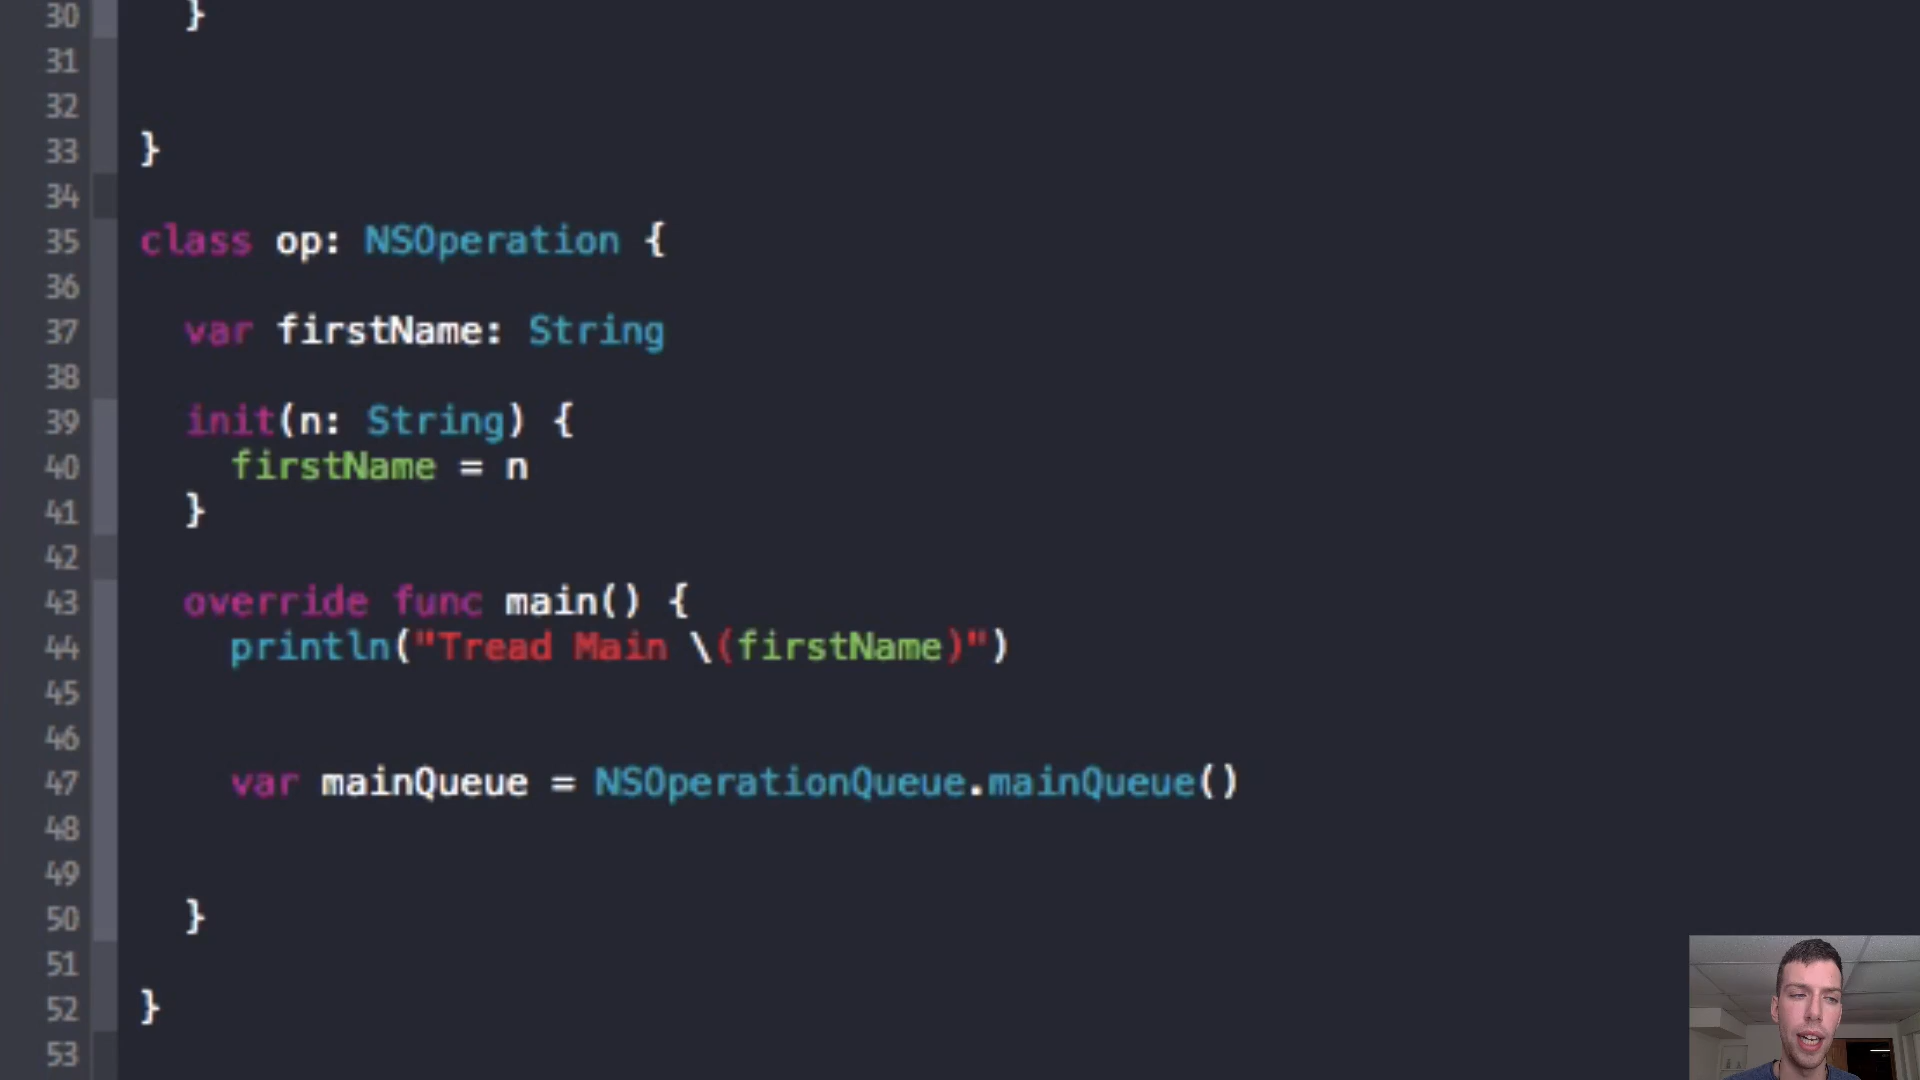 30 }
31
32
33 }
34
35 class op: NSOperation {
36
37 var firstName: String
38
39 init(n: String) {
40 firstName = n
41 }
42
43 override func main() {
44 println("Tread Main \(firstName)")
45
46
47 var mainQueue = NSOperationQueue.mainQueue()
48
49
50 }
51
52 }
53